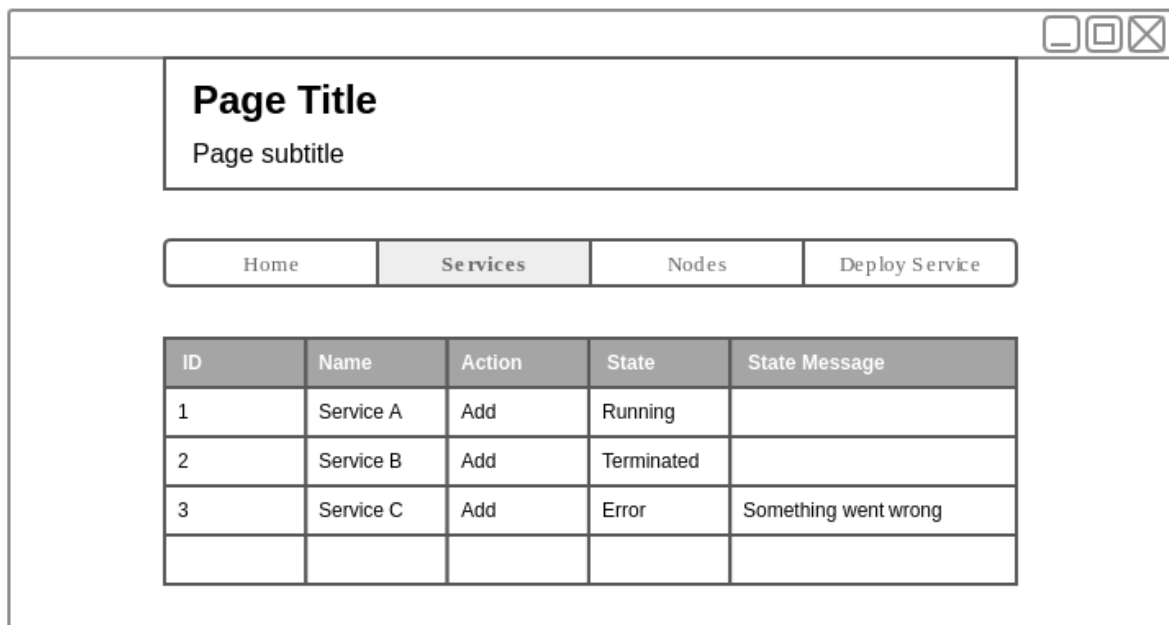 Page Title
Page subtitle
Home Services Nodes Deploy Service
ID Name Action State State Message
1 Service A Add Running
2 Service B Add Terminated
3 Service C Add Error Something went wrong